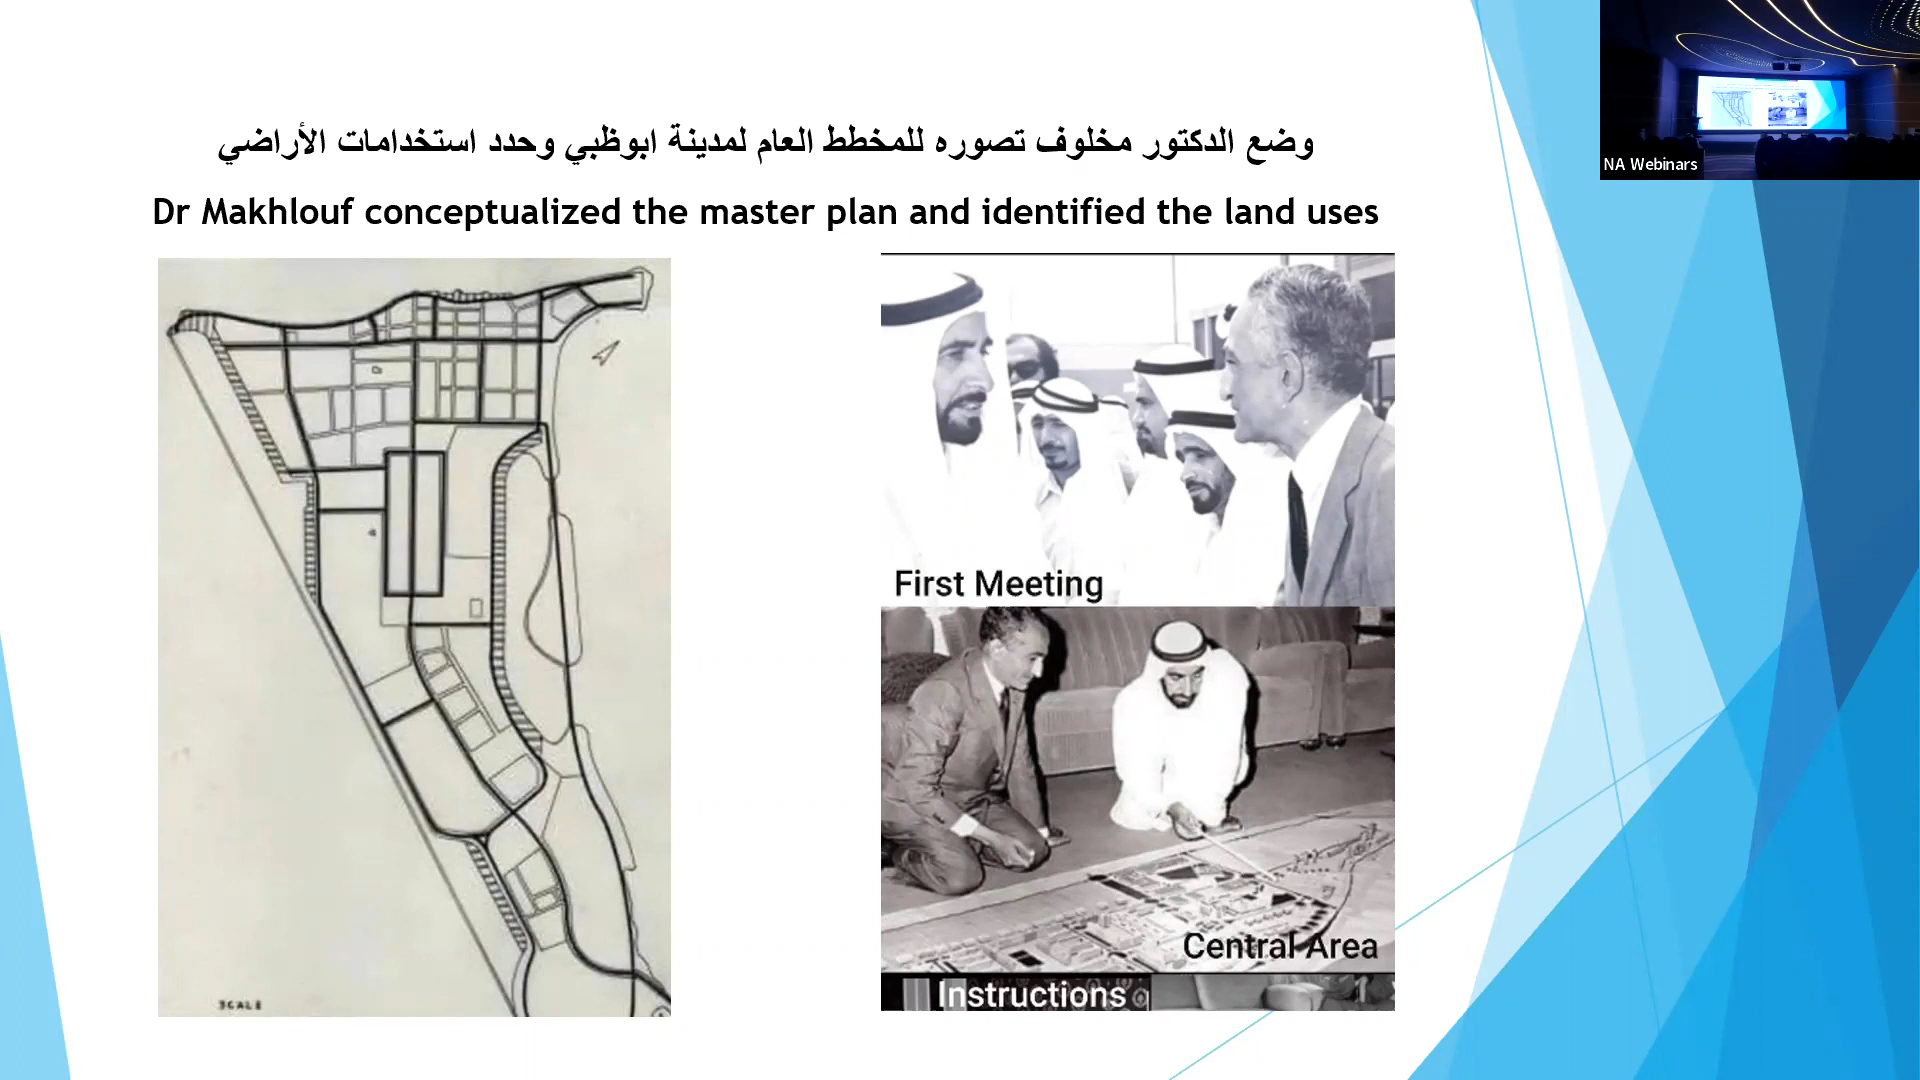 وضع الدكتور مخلوف تصوره للمخطط العام لمدينة ابوظبي وحدد استخدامات الأراضي
Dr Makhlouf conceptualized the master plan and identified the land uses
NA Webinars
First Meeting
Central Area
Instructions
SCALE